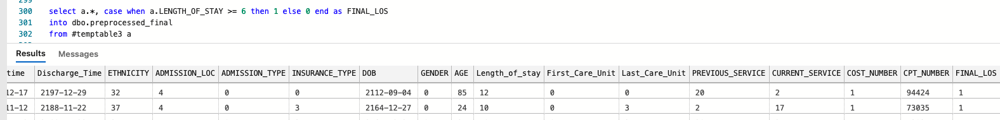 299
300 select a.*, case when a.LENGTH_OF_STAY >= 6 then 1 else 0 end as FINAL_LOS
301 into dbo.preprocessed_final
302 from #temptable3 a
Results Messages
time Discharge_Time ETHNICITY ADMISSION_LOC ADMISSION_TYPE INSURANCE_TYPE DOB GENDER AGE Length_of_stay First_Care_Unit Last_Care_Unit PREVIOUS_SERVICE CURRENT_SERVICE COST_NUMBER CPT_NUMBER FINAL_LOS
12-17 2197-12-29 32 4 0 0 2112-09-04 0 85 12 0 0 20 2 1 94424 1
11-12 2188-11-22 37 4 0 3 2164-12-27 0 24 10 0 3 2 17 1 73035 1